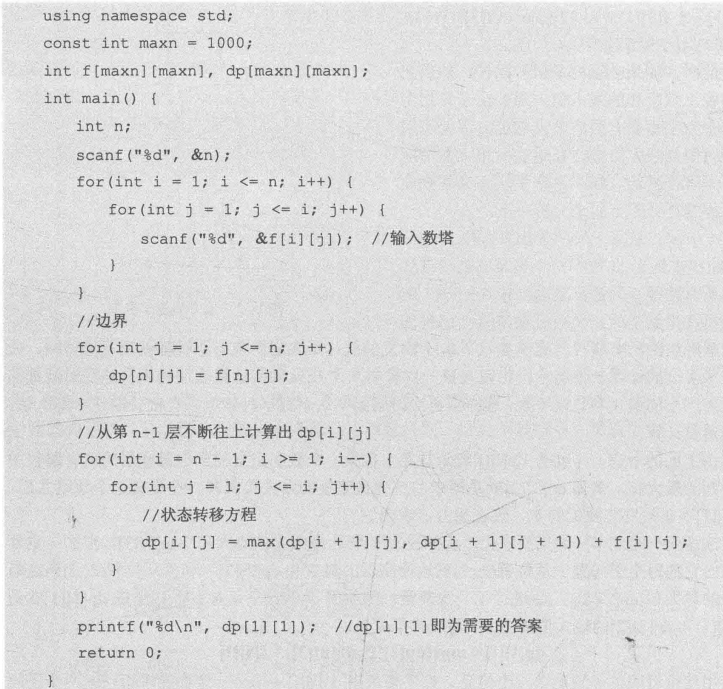 using namespace std;
const int maxn = 1000;
int f[maxn][maxn], dp[maxn][maxn];
int main() {
    int n;
    scanf("%d", &n);
    for(int i = 1; i <= n; i++) {
        for(int j = 1; j <= i; j++) {
            scanf("%d", &f[i][j]);  //输入数塔
        }
    }
    //边界
    for(int j = 1; j <= n; j++) {
        dp[n][j] = f[n][j];
    }
    //从第 n-1 层不断往上计算出 dp[i][j]
    for(int i = n - 1; i >= 1; i--) {
        for(int j = 1; j <= i; j++) {
            //状态转移方程
            dp[i][j] = max(dp[i + 1][j], dp[i + 1][j + 1]) + f[i][j];
        }
    }
    printf("%d\n", dp[1][1]);  //dp[1][1]即为需要的答案
    return 0;
}